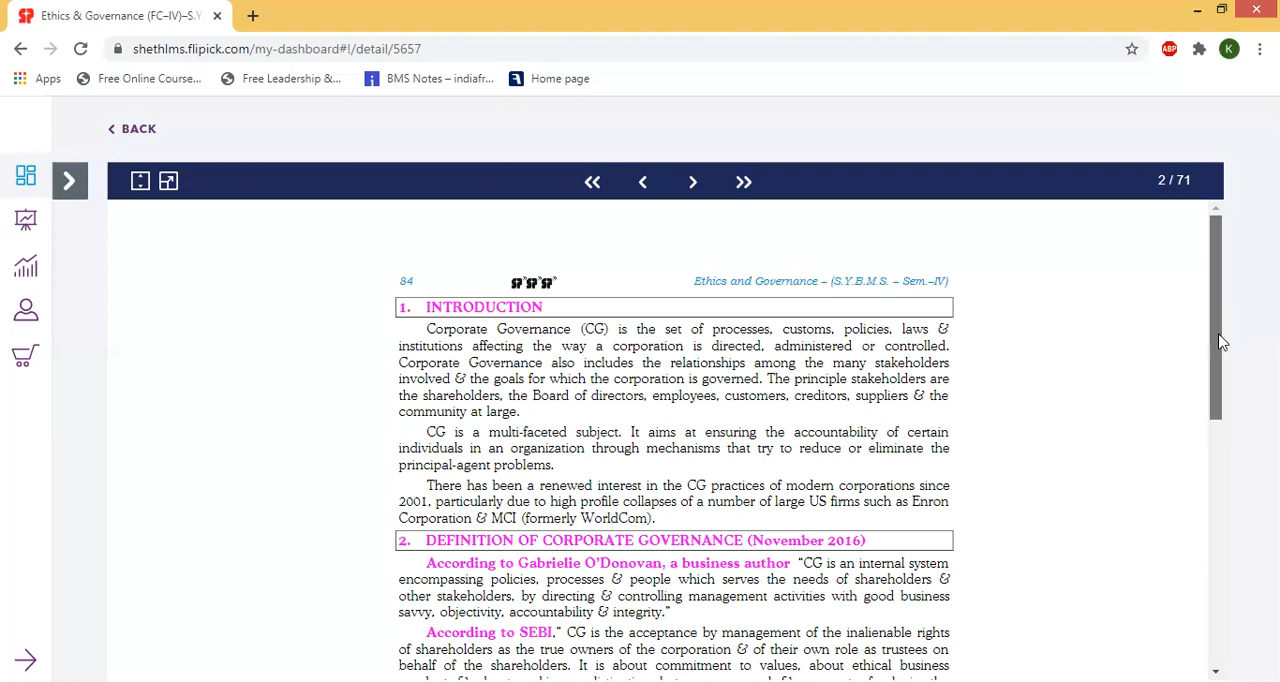 Ethics & Governance (FC–IV)–S.Y
shethlms.flipick.com/my-dashboard#!/detail/5657
ABP
K
Apps
Free Online Course...
Free Leadership &...
BMS Notes – indiafr...
Home page
BACK
2 / 71
84
Ethics and Governance – (S.Y.B.M.S. – Sem.–IV)
1. INTRODUCTION
Corporate Governance (CG) is the set of processes, customs, policies, laws &
institutions affecting the way a corporation is directed, administered or controlled.
Corporate Governance also includes the relationships among the many stakeholders
involved & the goals for which the corporation is governed. The principle stakeholders are
the shareholders, the Board of directors, employees, customers, creditors, suppliers & the
community at large.
CG is a multi-faceted subject. It aims at ensuring the accountability of certain
individuals in an organization through mechanisms that try to reduce or eliminate the
principal-agent problems.
There has been a renewed interest in the CG practices of modern corporations since
2001, particularly due to high profile collapses of a number of large US firms such as Enron
Corporation & MCI (formerly WorldCom).
2. DEFINITION OF CORPORATE GOVERNANCE (November 2016)
According to Gabrielie O'Donovan, a business author "CG is an internal system
encompassing policies, processes & people which serves the needs of shareholders &
other stakeholders, by directing & controlling management activities with good business
savvy, objectivity, accountability & integrity."
According to SEBI," CG is the acceptance by management of the inalienable rights
of shareholders as the true owners of the corporation & of their own role as trustees on
behalf of the shareholders. It is about commitment to values, about ethical business